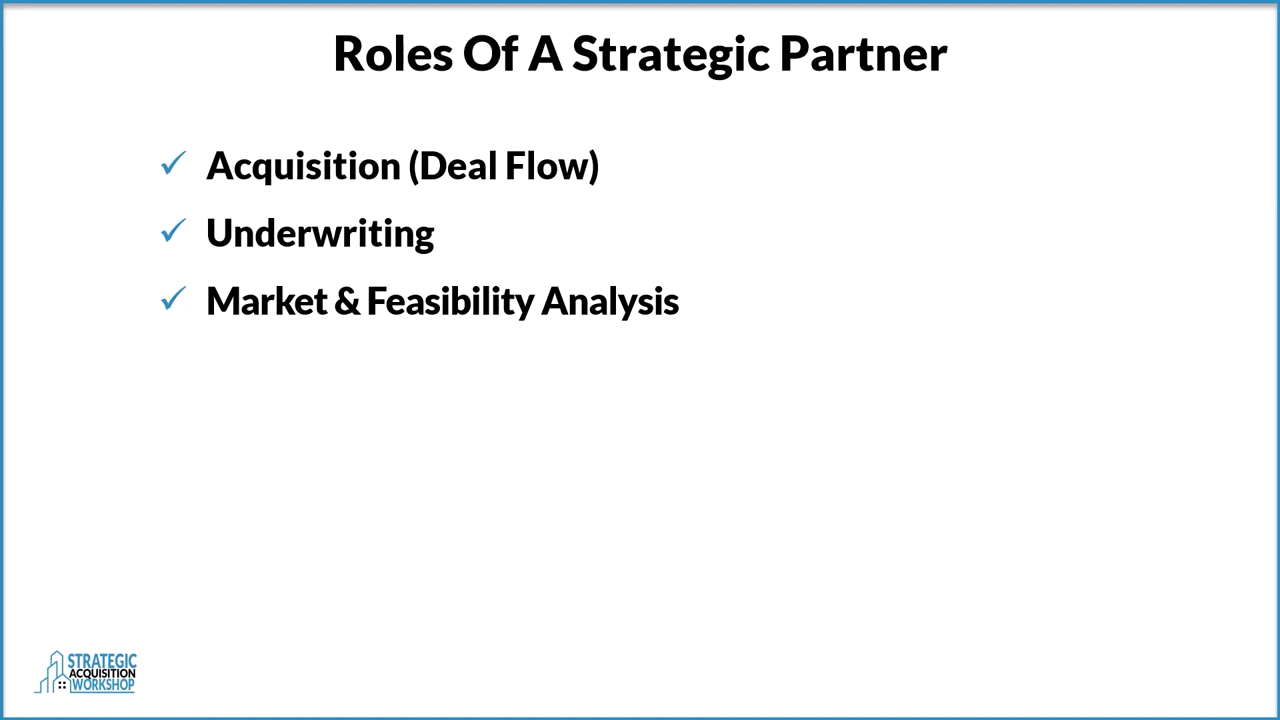 Roles Of A Strategic Partner
Acquisition (Deal Flow)
Underwriting
Market & Feasibility Analysis
STRATEGIC
ACQUISITION
WORKSHOP